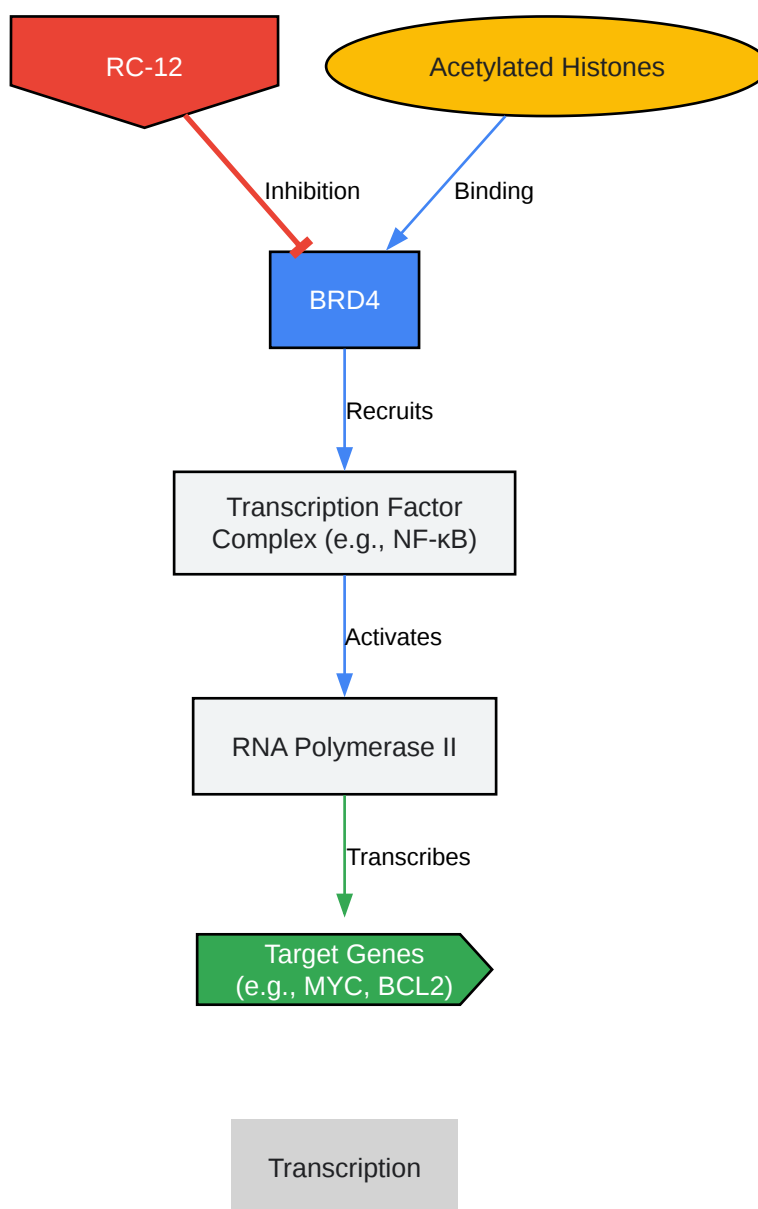 RC-12
Acetylated Histones
Inhibition
Binding
BRD4
Recruits
Transcription Factor
Complex (e.g., NF-κB)
Activates
RNA Polymerase II
Transcribes
Target Genes
(e.g., MYC, BCL2)
Transcription